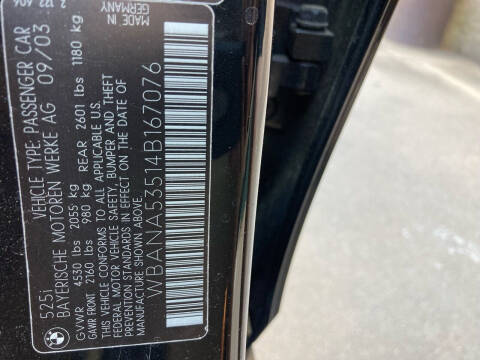 525i
VEHICLE TYPE: PASSENGER CAR
BAYERISCHE MOTOREN WERKE AG 09/03
GVWR 4530 lbs 2055 kg
GAWR FRONT 2160 lbs 980 kg REAR 2601 lbs 1180 kg
THIS VEHICLE CONFORMS TO ALL APPLICABLE U.S.
FEDERAL MOTOR VEHICLE SAFETY, BUMPER AND THEFT
PREVENTION STANDARDS IN EFFECT ON THE DATE OF
MANUFACTURE SHOWN ABOVE.
WBANA53514B167076
MADE IN
GERMANY